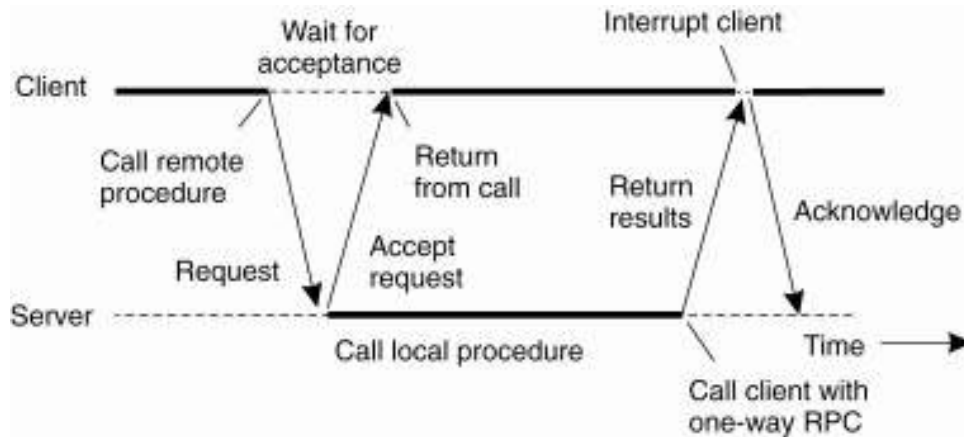 Interrupt client
Wait for
acceptance
Client
Call remote
procedure
Return
from call
Return
results
Acknowledge
Request
Accept
request
Server
Call local procedure
Time
Call client with
one-way RPC